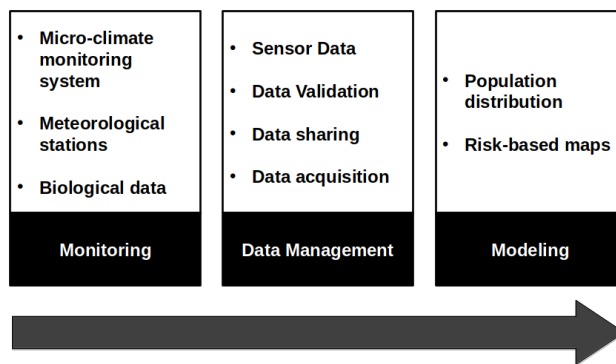 • Micro-climate
monitoring
system
• Meteorological
stations
• Biological data
Monitoring
• Sensor Data
• Data Validation
• Data sharing
• Data acquisition
Data Management
• Population
distribution
• Risk-based maps
Modeling